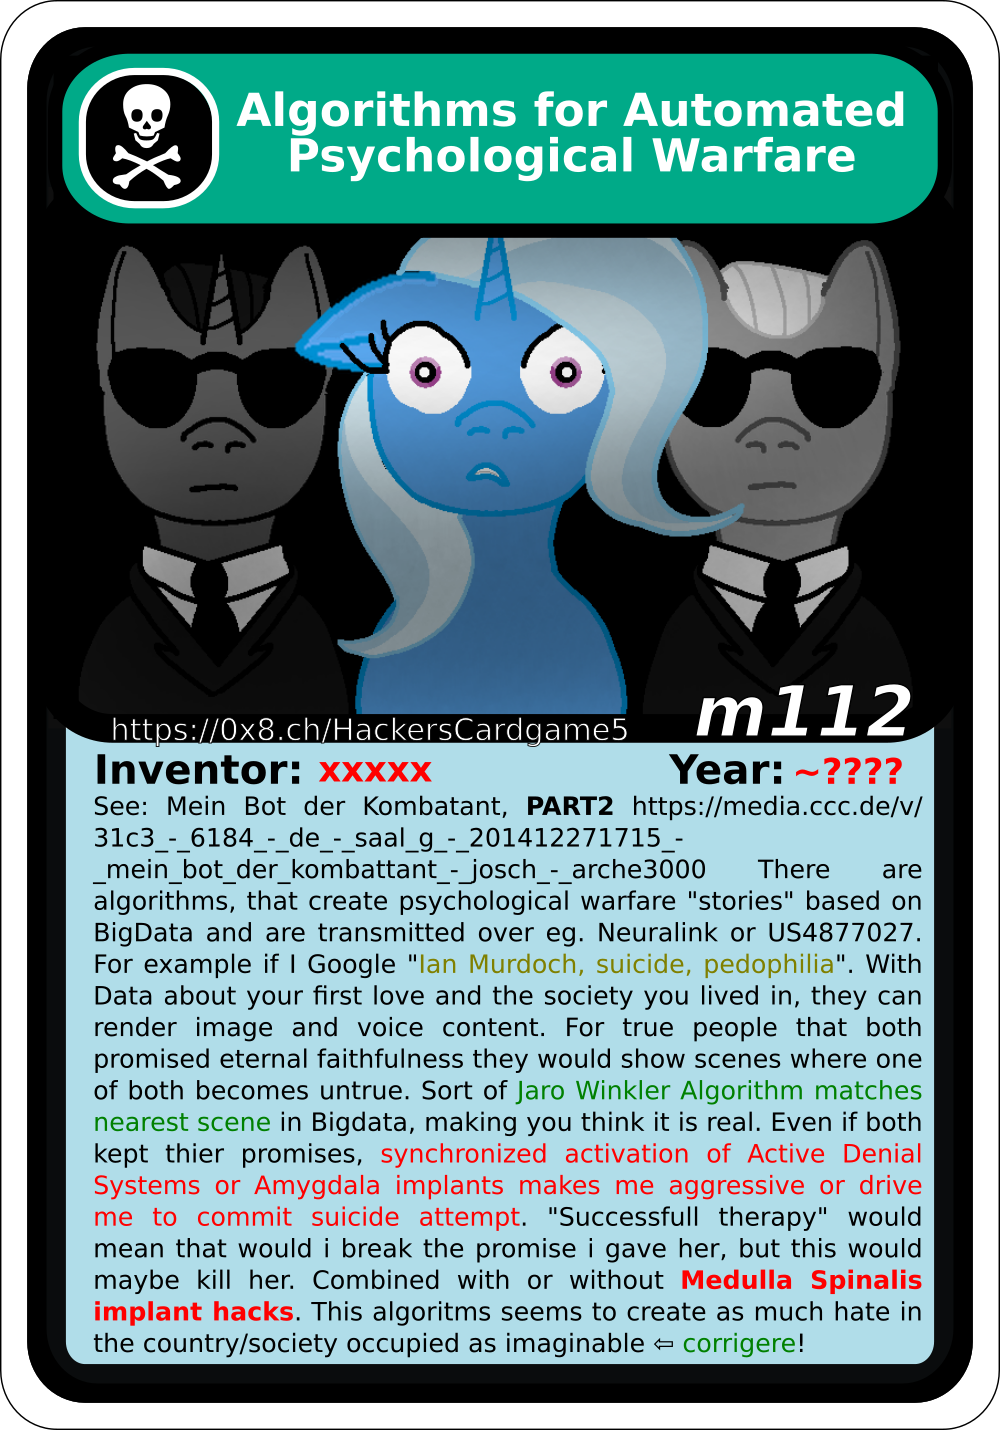 Algorithms for Automated
Psychological Warfare
https://0x8.ch/HackersCardgame5
m112
Inventor: xxxxx Year: ~????
See: Mein Bot der Kombatant, PART2 https://media.ccc.de/v/
31c3_-_6184_-_de_-_saal_g_-_201412271715_-
_mein_bot_der_kombattant_-_josch_-_arche3000 There are
algorithms, that create psychological warfare "stories" based on
BigData and are transmitted over eg. Neuralink or US4877027.
For example if I Google "Ian Murdoch, suicide, pedophilia". With
Data about your first love and the society you lived in, they can
render image and voice content. For true people that both
promised eternal faithfulness they would show scenes where one
of both becomes untrue. Sort of Jaro Winkler Algorithm matches
nearest scene in Bigdata, making you think it is real. Even if both
kept thier promises, synchronized activation of Active Denial
Systems or Amygdala implants makes me aggressive or drive
me to commit suicide attempt. "Successfull therapy" would
mean that would i break the promise i gave her, but this would
maybe kill her. Combined with or without Medulla Spinalis
implant hacks. This algoritms seems to create as much hate in
the country/society occupied as imaginable ⇦ corrigere!